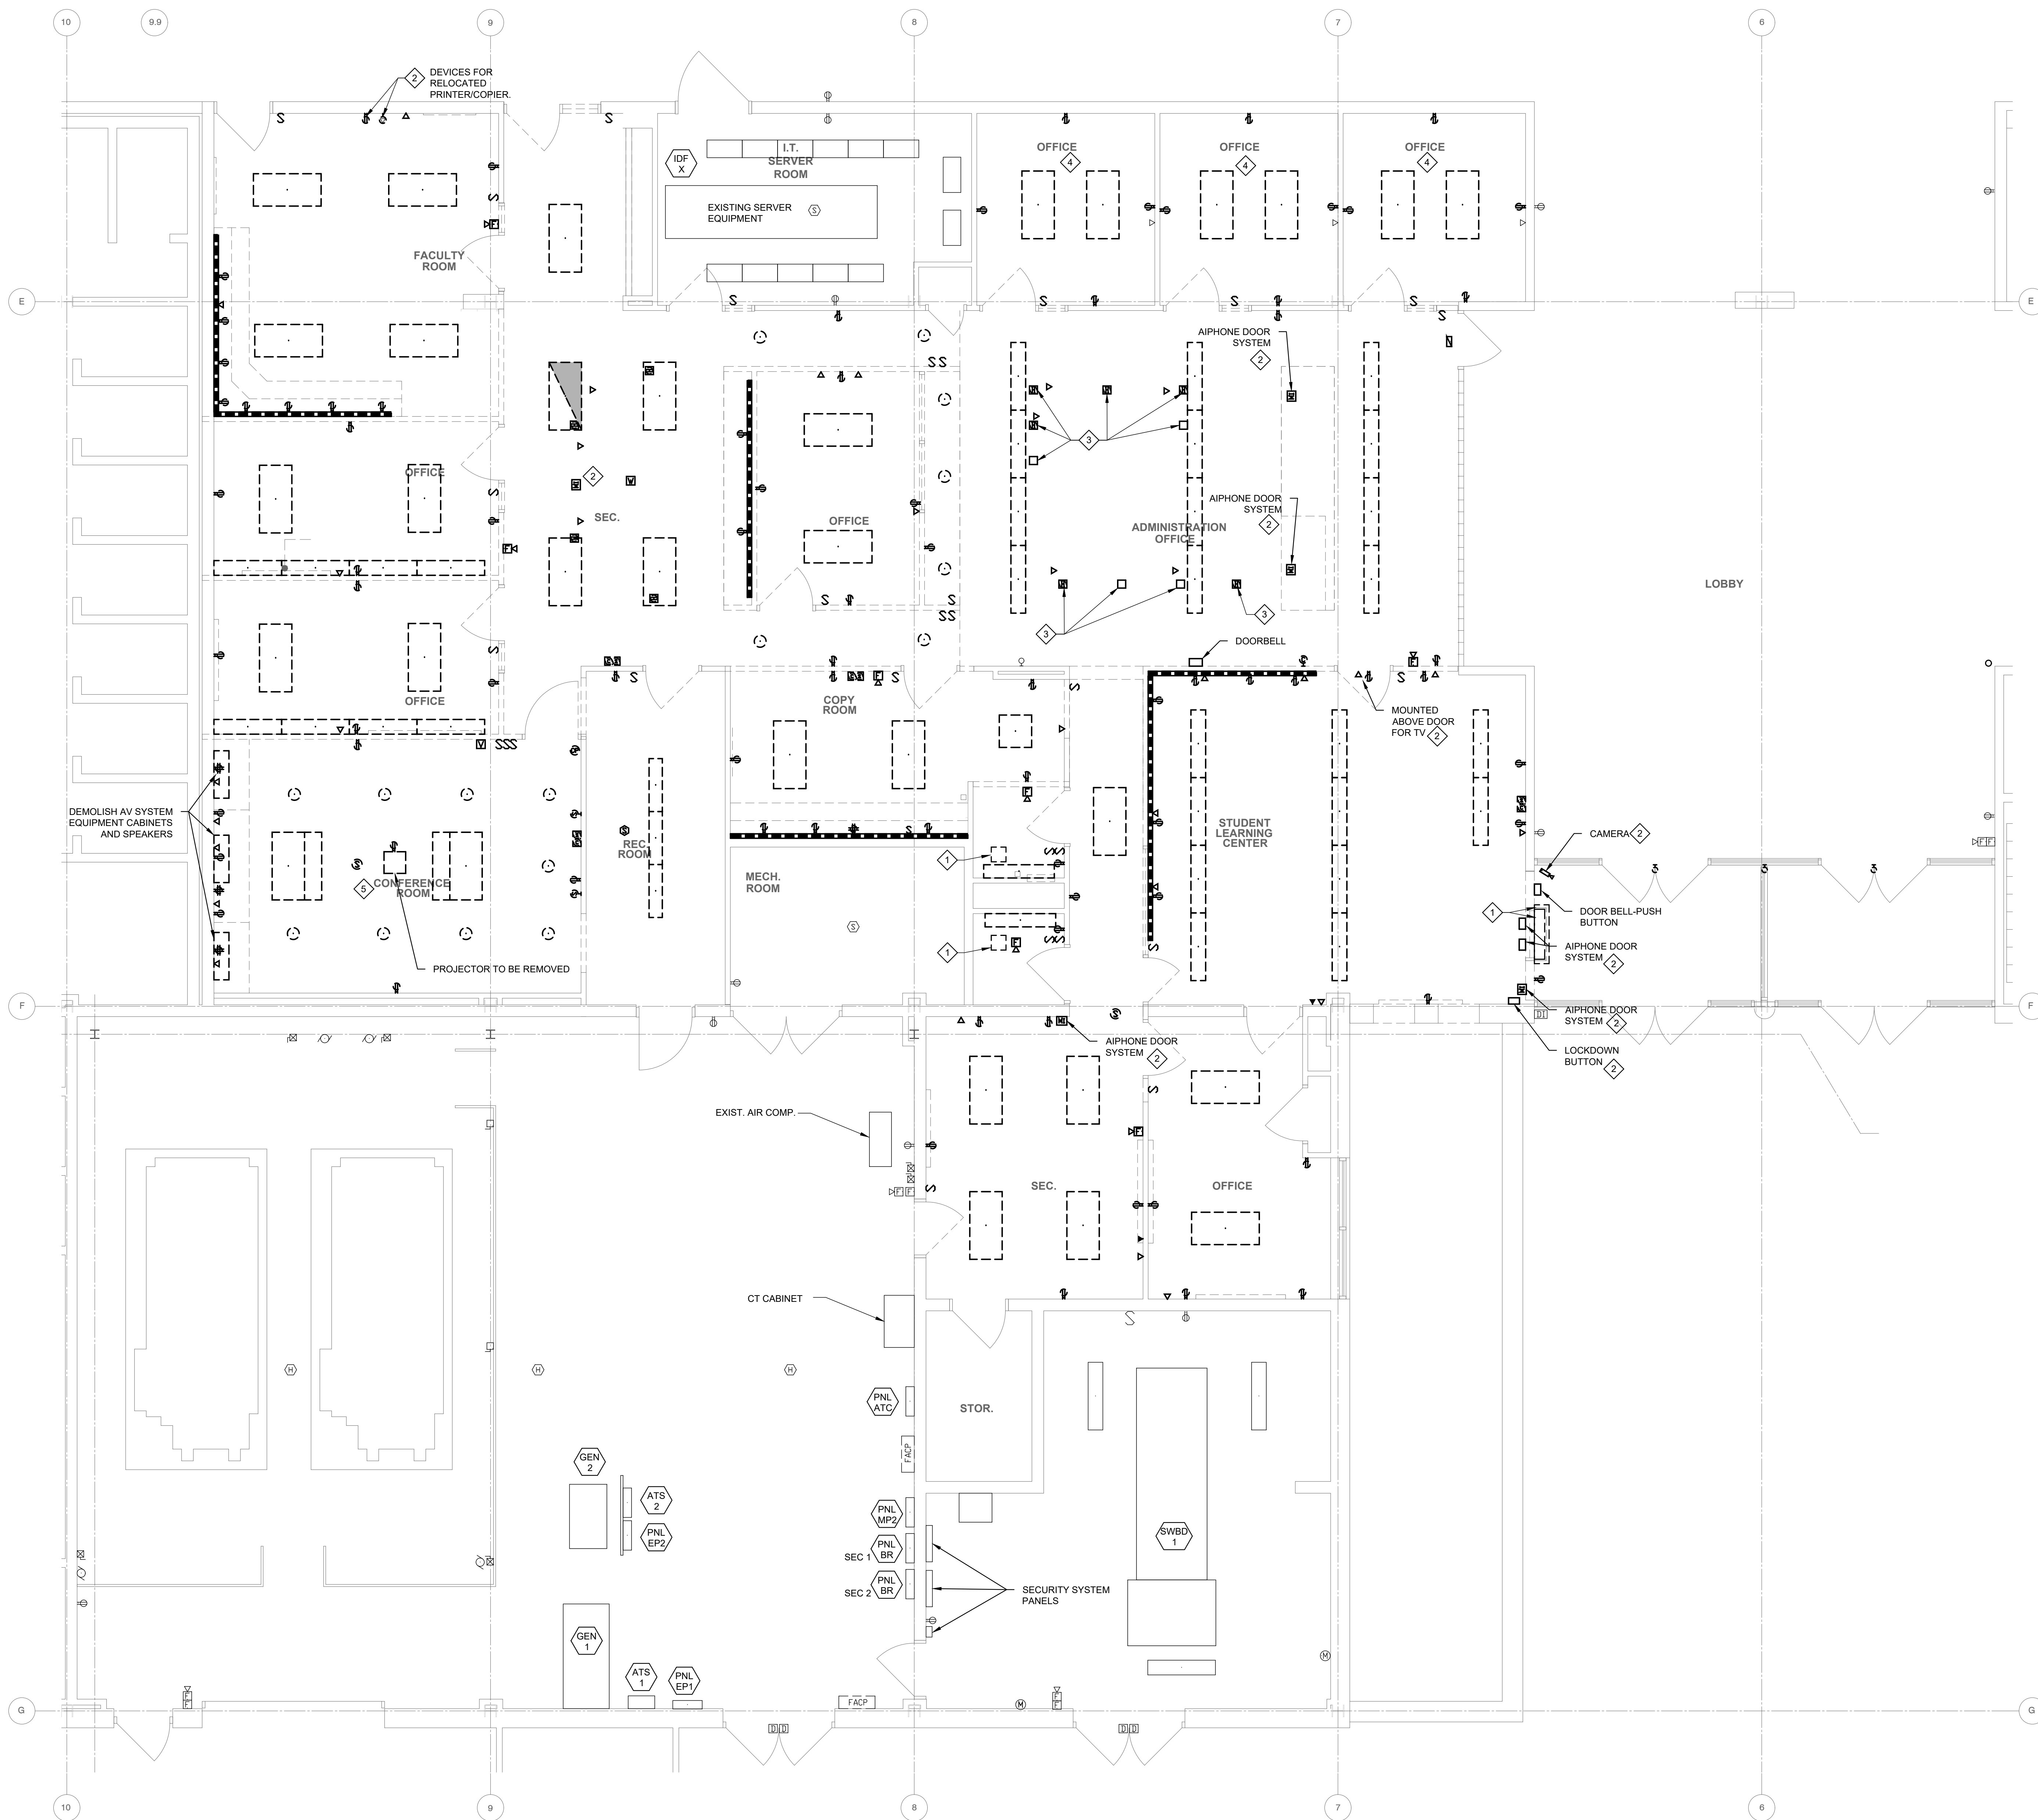 10
9.9
9
8
7
6
2
DEVICES FOR
RELOCATED
PRINTER/COPIER.
IDF
X
I.T.
SERVER
ROOM
EXISTING SERVER
EQUIPMENT
S
OFFICE
4
OFFICE
4
OFFICE
4
FACULTY
ROOM
E
E
AIPHONE DOOR
SYSTEM
2
3
OFFICE
2
SEC.
OFFICE
AIPHONE DOOR
SYSTEM
2
ADMINISTRATION
OFFICE
LOBBY
3
3
DOORBELL
OFFICE
COPY
ROOM
MOUNTED
ABOVE DOOR
FOR TV
2
DEMOLISH AV SYSTEM
EQUIPMENT CABINETS
AND SPEAKERS
REC.
ROOM
STUDENT
LEARNING
CENTER
CAMERA
2
1
5
CONFERENCE
ROOM
MECH.
ROOM
S
1
DOOR BELL-PUSH
BUTTON
AIPHONE DOOR
SYSTEM
2
PROJECTOR TO BE REMOVED
1
F
F
AIPHONE DOOR
SYSTEM
2
AIPHONE DOOR
SYSTEM
2
LOCKDOWN
BUTTON
2
EXIST. AIR COMP.
SEC.
OFFICE
CT CABINET
H
H
H
PNL
ATC
STOR.
FACP
GEN
2
ATS
2
PNL
EP2
PNL
MP2
SEC 1
PNL
BR
SEC 2
PNL
BR
SWBD
1
SECURITY SYSTEM
PANELS
GEN
1
ATS
1
PNL
EP1
M
M
FACP
G
G
10
9
8
7
6